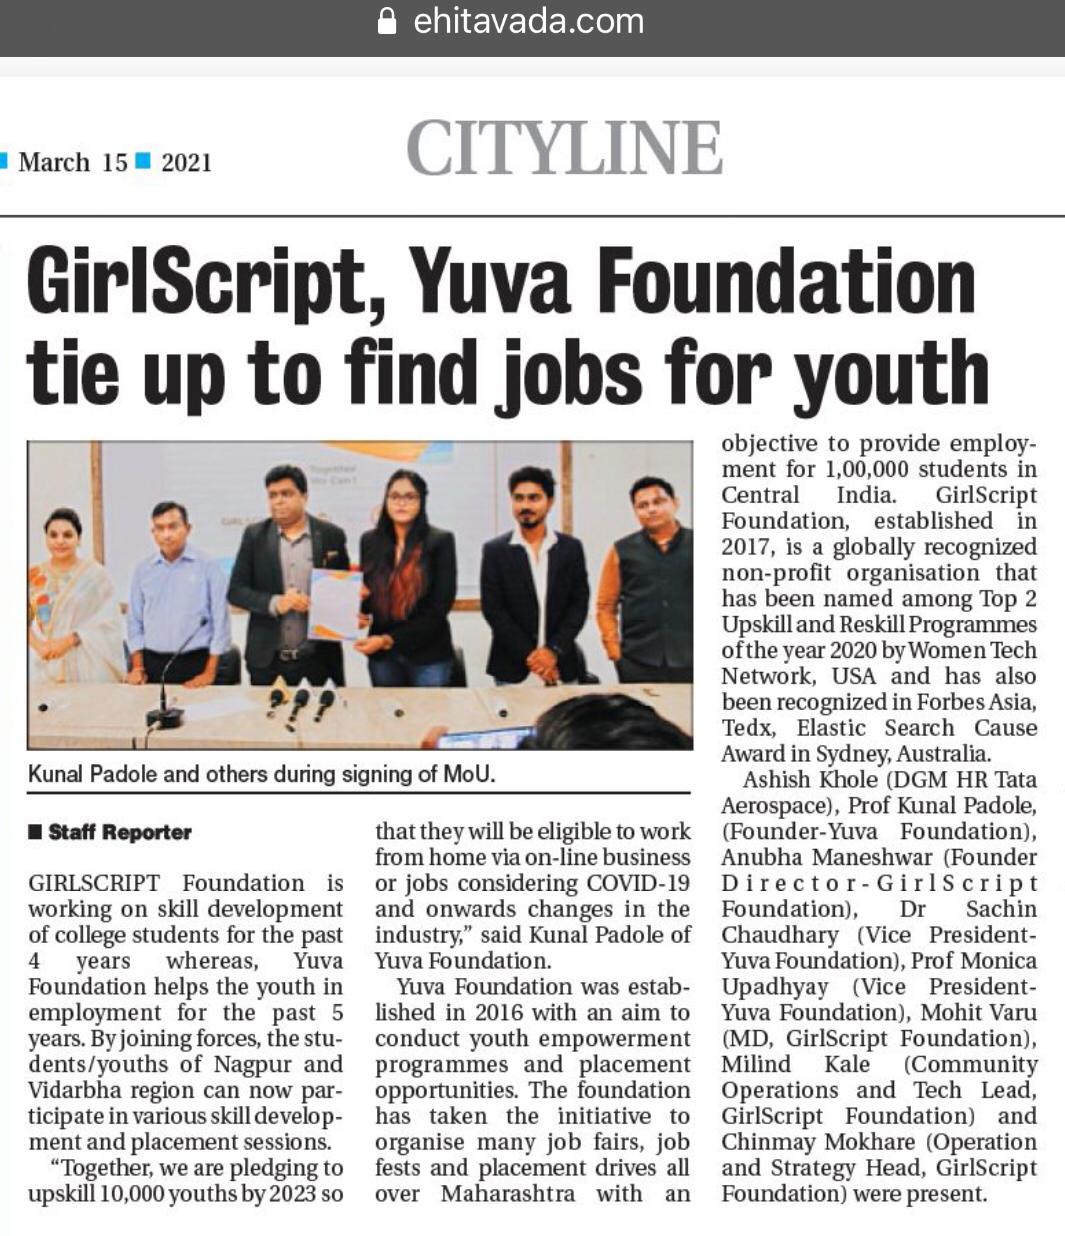 ehitavada.com
March 15 ■ 2021
CITYLINE
GirlScript, Yuva Foundation
tie up to find jobs for youth
Together
We Can!
Kunal Padole and others during signing of MoU.
■ Staff Reporter
GIRLSCRIPT Foundation is
working on skill development
of college students for the past
4 years whereas, Yuva
Foundation helps the youth in
employment for the past 5
years. By joining forces, the stu-
dents/youths of Nagpur and
Vidarbha region can now par-
ticipate in various skill develop-
ment and placement sessions.
“Together, we are pledging to
upskill 10,000 youths by 2023 so
that they will be eligible to work
from home via on-line business
or jobs considering COVID-19
and onwards changes in the
industry,” said Kunal Padole of
Yuva Foundation.
Yuva Foundation was estab-
lished in 2016 with an aim to
conduct youth empowerment
programmes and placement
opportunities. The foundation
has taken the initiative to
organise many job fairs, job
fests and placement drives all
over Maharashtra with an
objective to provide employ-
ment for 1,00,000 students in
Central India. GirlScript
Foundation, established in
2017, is a globally recognized
non-profit organisation that
has been named among Top 2
Upskill and Reskill Programmes
of the year 2020 by Women Tech
Network, USA and has also
been recognized in Forbes Asia,
Tedx, Elastic Search Cause
Award in Sydney, Australia.
Ashish Khole (DGM HR Tata
Aerospace), Prof Kunal Padole,
(Founder-Yuva Foundation),
Anubha Maneshwar (Founder
Director-GirlScript
Foundation), Dr Sachin
Chaudhary (Vice President-
Yuva Foundation), Prof Monica
Upadhyay (Vice President-
Yuva Foundation), Mohit Varu
(MD, GirlScript Foundation),
Milind Kale (Community
Operations and Tech Lead,
GirlScript Foundation) and
Chinmay Mokhare (Operation
and Strategy Head, GirlScript
Foundation) were present.